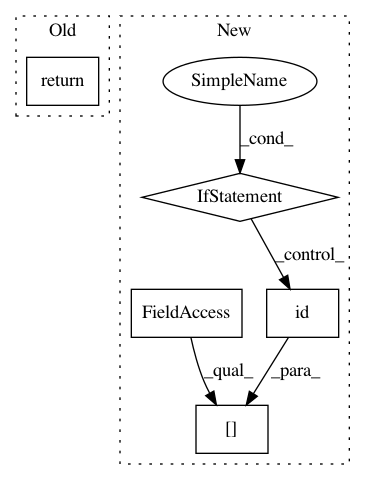 Old
New
return
SimpleName
_cond_
IfStatement
_control_
FieldAccess
id
_qual_
_para_
[]